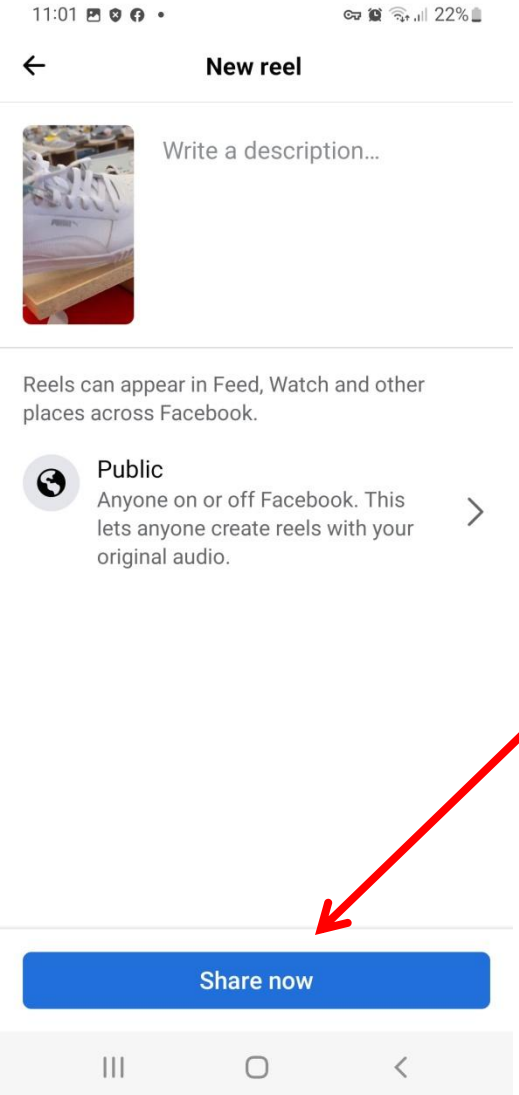 11:01
22%
New reel
Write a description...
PUMA
Reels can appear in Feed, Watch and other
places across Facebook.
Public
Anyone on or off Facebook. This
lets anyone create reels with your
original audio.
Share now